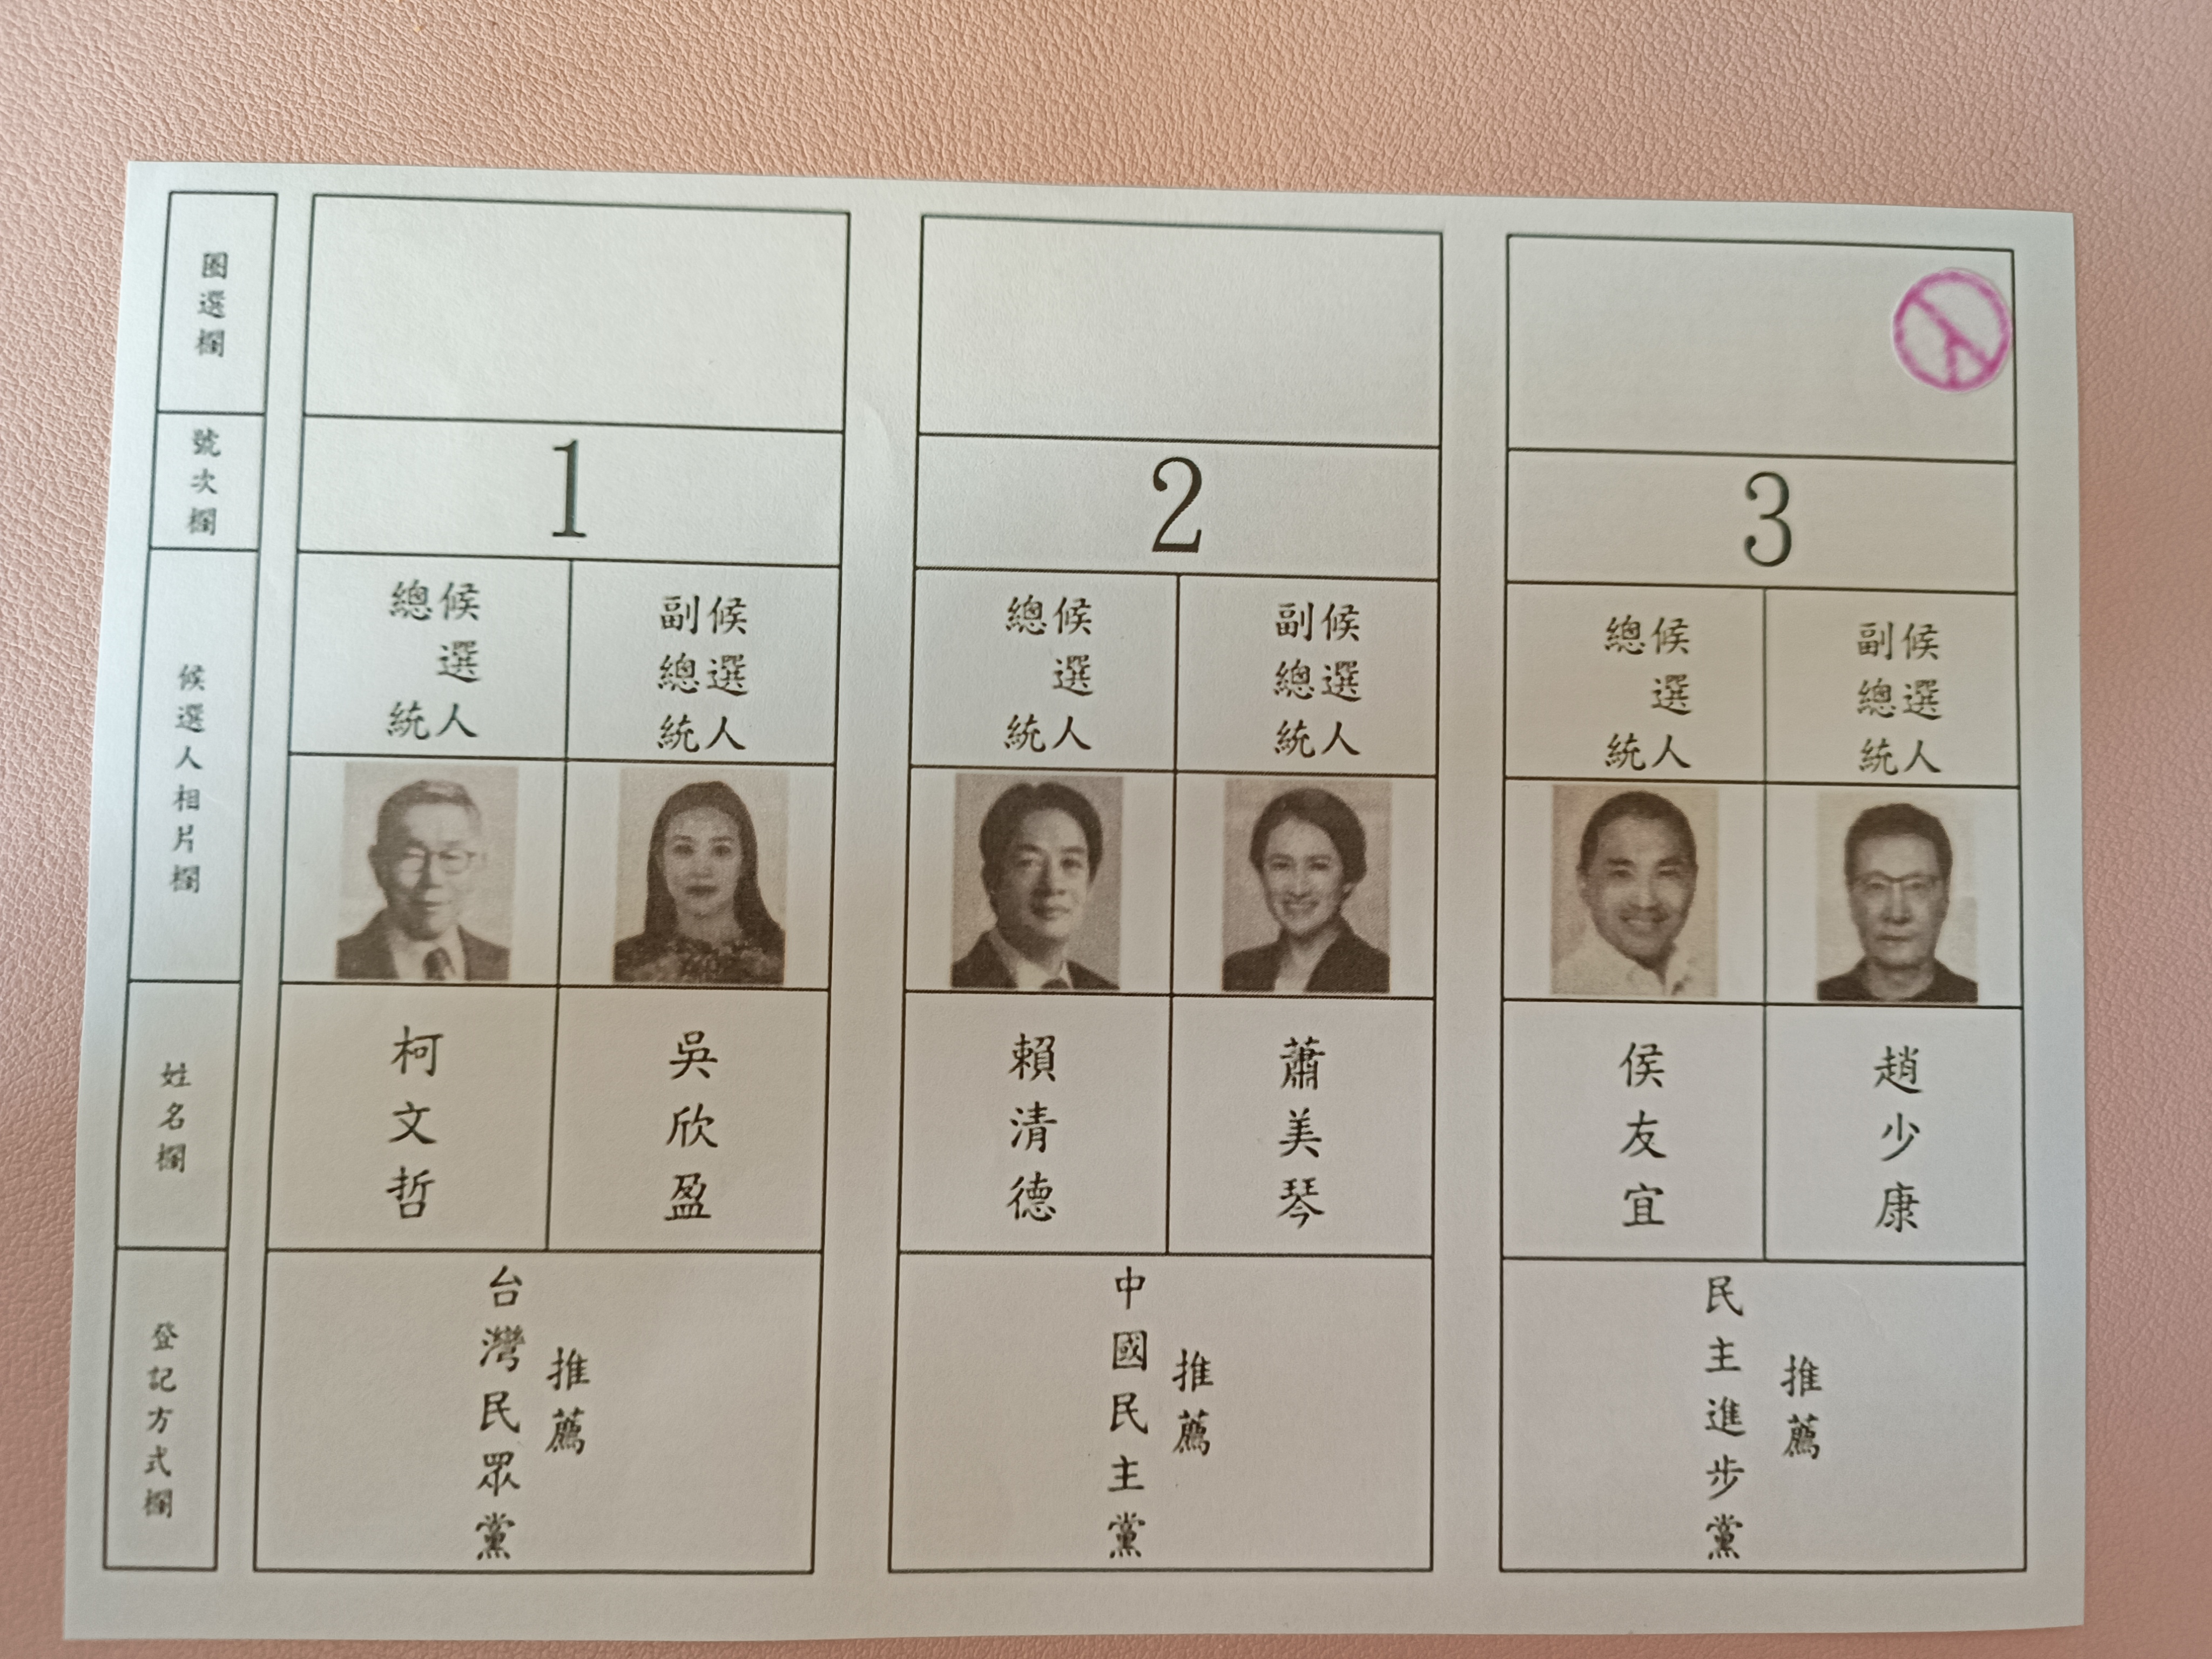 圈選欄
號次欄
候選人相片欄
姓名欄
登記方式欄
1
總統
候選人
副總統
候選人
柯文哲
吳欣盈
台灣民眾黨
推薦
2
總統
候選人
副總統
候選人
賴清德
蕭美琴
中國民主黨
推薦
3
總統
候選人
副總統
候選人
侯友宜
趙少康
民主進步黨
推薦